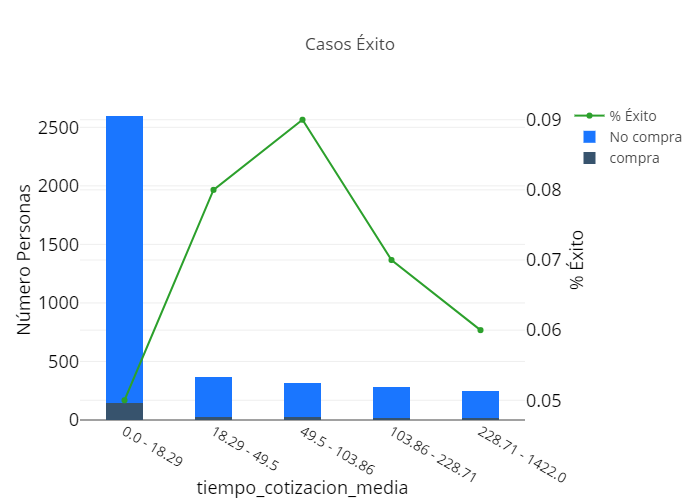 Casos Éxito
% Éxito
No compra
compra
2500
2000
1500
1000
500
0
Número Personas
0.09
0.08
0.07
0.06
0.05
% Éxito
0.0 - 18.29
18.29 - 49.5
49.5 - 103.86
103.86 - 228.71
228.71 - 1422.0
tiempo_cotizacion_media